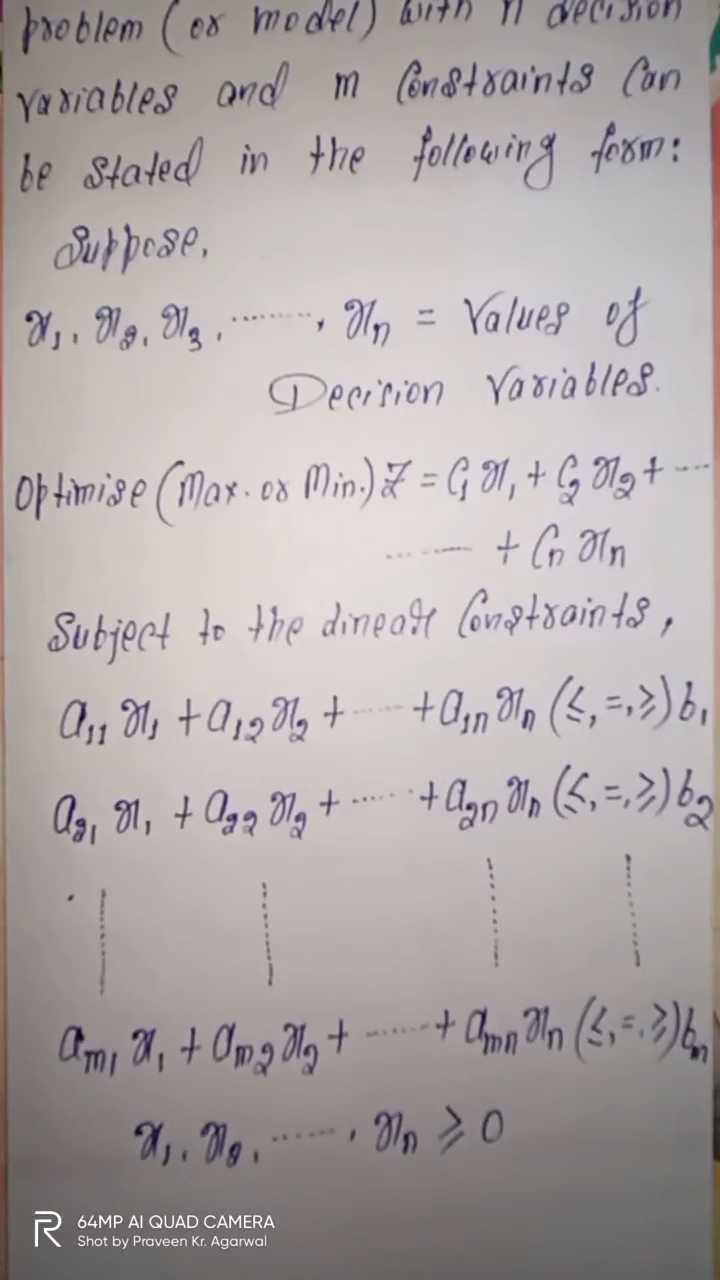 problem (or model) with n decision
variables and m Constraints Can
be stated in the following form:
Suppose,
x₁, x₂, x₃, ........, xₙ = Values of
Decision Variables.
Optimise (Max. or Min.) Z = C₁ x₁ + C₂ x₂ + ....
........ + Cₙ xₙ
Subject to the Linear Constraints,
a₁₁ x₁ + a₁₂ x₂ + ...... + a₁ₙ xₙ (≤, =, ≥) b₁
a₂₁ x₁ + a₂₂ x₂ + ...... + a₂ₙ xₙ (≤, =, ≥) b₂
aₘ₁ x₁ + aₘ₂ x₂ + ...... + aₘₙ xₙ (≤, =, ≥) bₘ
x₁, x₂, ......, xₙ ≥ 0
R
64MP AI QUAD CAMERA
Shot by Praveen Kr. Agarwal